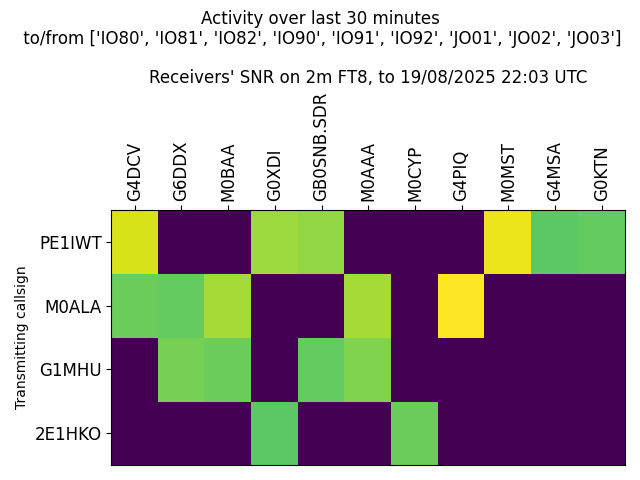 Activity over last 30 minutes
to/from ['IO80', 'IO81', 'IO82', 'IO90', 'IO91', 'IO92', 'JO01', 'JO02', 'JO03']
Receivers' SNR on 2m FT8, to 19/08/2025 22:03 UTC
G4DCV
G6DDX
M0BAA
G0XDI
GB0SNB.SDR
M0AAA
M0CYP
G4PIQ
M0MST
G4MSA
G0KTN
Transmitting callsign
PE1IWT
M0ALA
G1MHU
2E1HKO